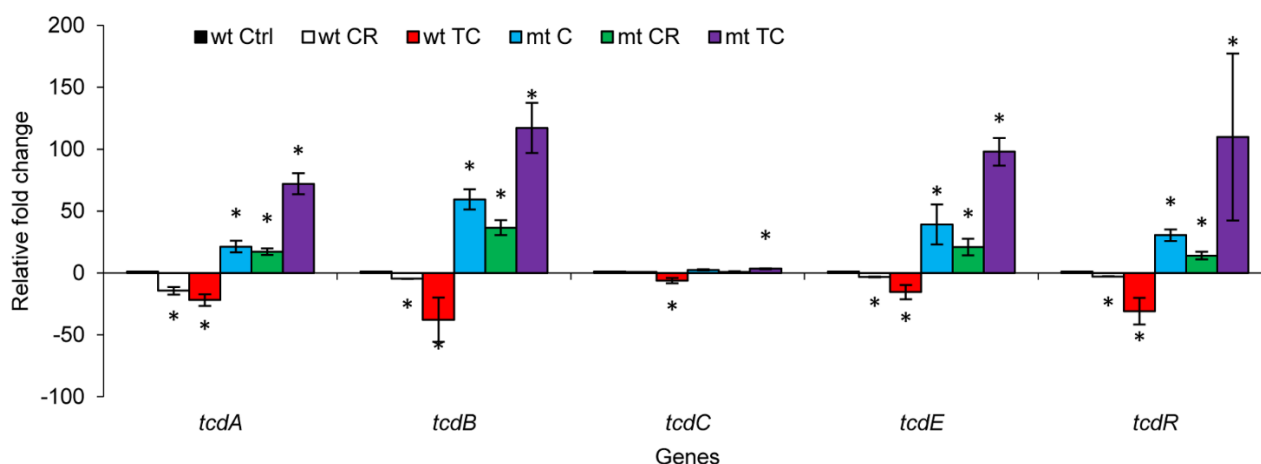 200
wt Ctrl wt CR wt TC mt C mt CR mt TC
*
150
*
*
100
*
* * *
50
* * * * *
*
0
* * * * * *
-50
* *
-100
tcdA tcdB tcdC tcdE tcdR
Genes
Relative fold change